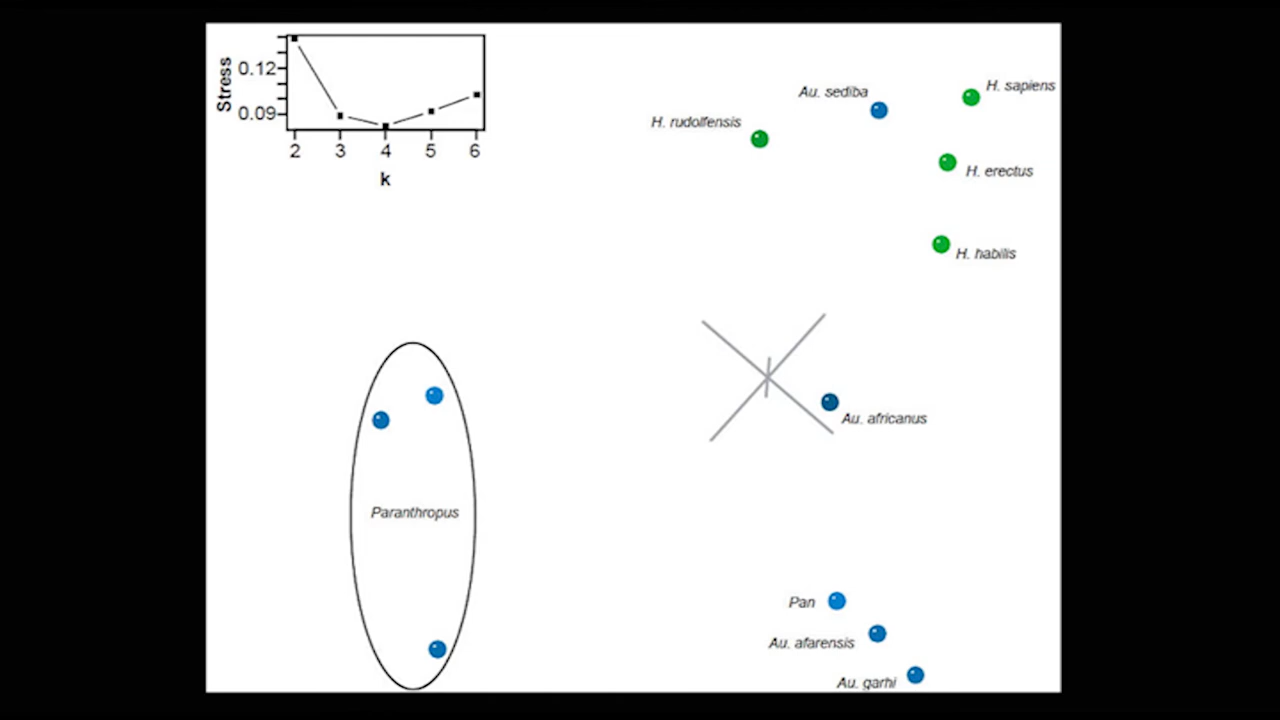 Stress
0.12
0.09
2 3 4 5 6
k
Au. sediba
H. sapiens
H. rudolfensis
H. erectus
H. habilis
Au. africanus
Paranthropus
Pan
Au. afarensis
Au. garhi